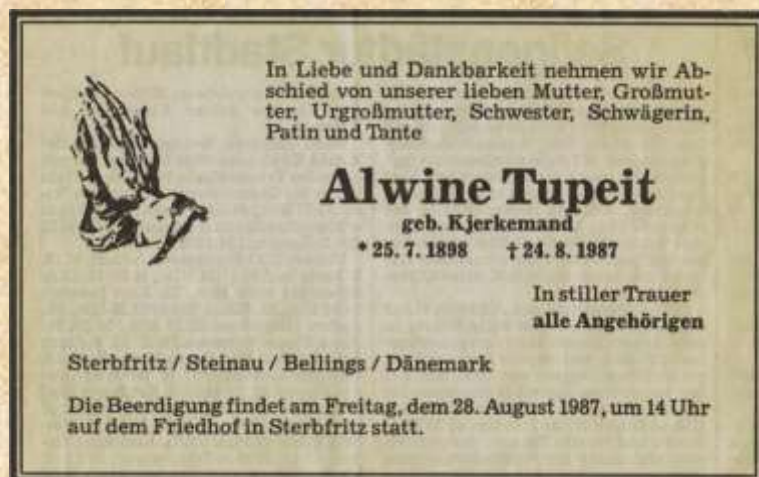 In Liebe und Dankbarkeit nehmen wir Ab-
schied von unserer lieben Mutter, Großmut-
ter, Urgroßmutter, Schwester, Schwägerin,
Patin und Tante
Alwine Tupeit
geb. Kjerkemand
* 25. 7. 1898 † 24. 8. 1987
In stiller Trauer
alle Angehörigen
Sterbfritz / Steinau / Bellings / Dänemark
Die Beerdigung findet am Freitag, dem 28. August 1987, um 14 Uhr
auf dem Friedhof in Sterbfritz statt.